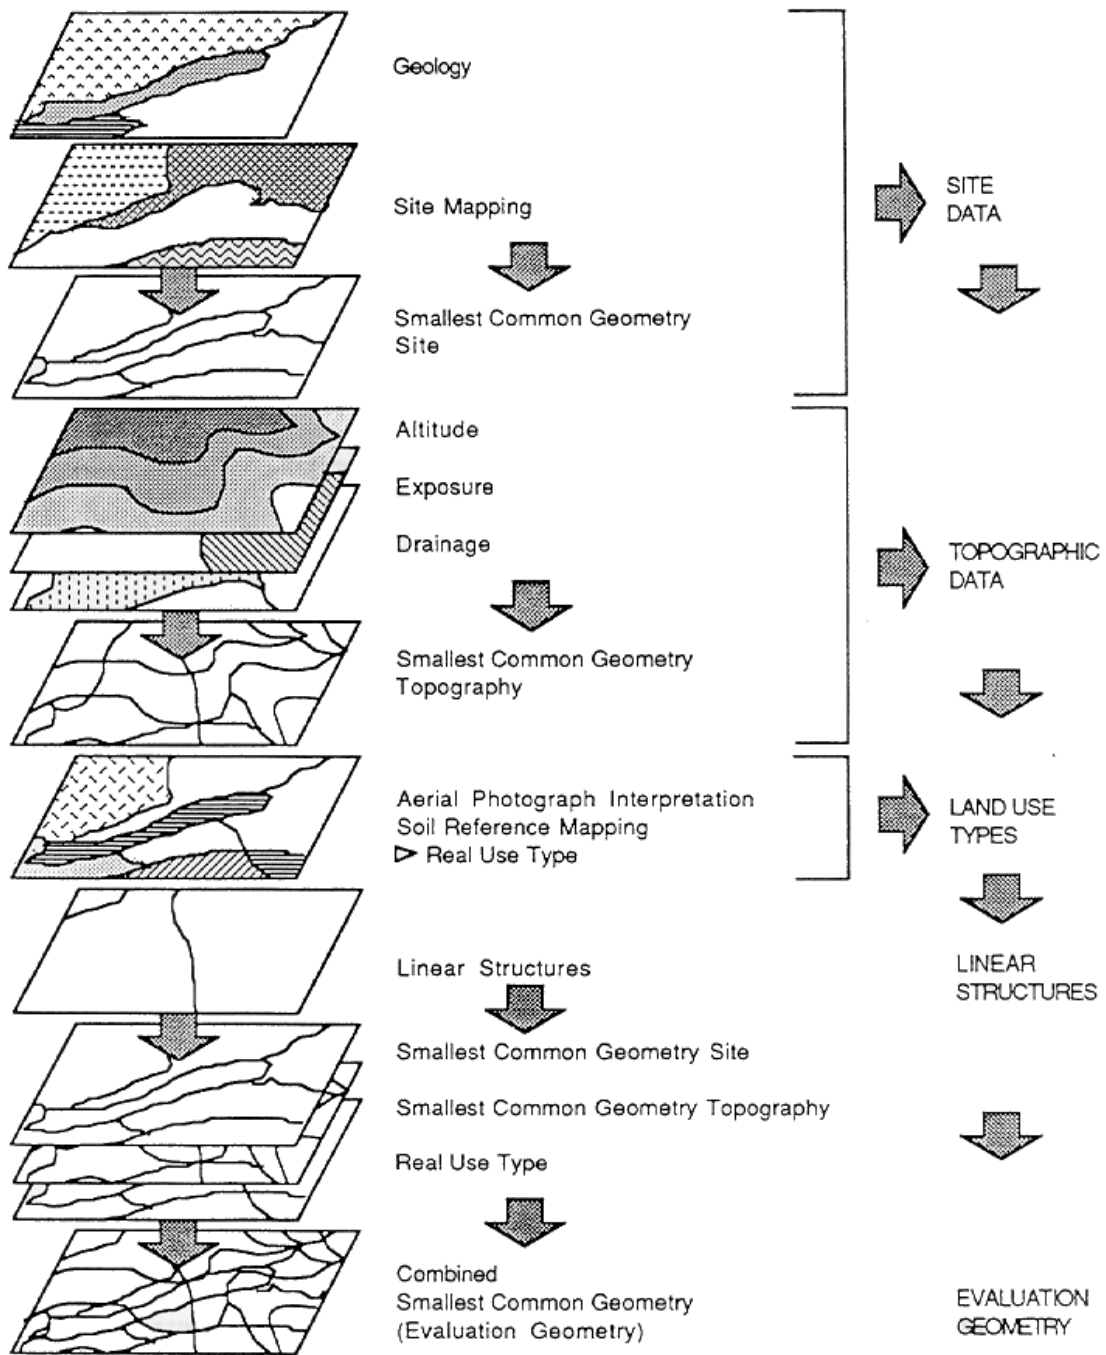 Geology
Site Mapping
SITE
DATA
Smallest Common Geometry
Site
Altitude
Exposure
Drainage
TOPOGRAPHIC
DATA
Smallest Common Geometry
Topography
Aerial Photograph Interpretation
Soil Reference Mapping
Real Use Type
LAND USE
TYPES
Linear Structures
LINEAR
STRUCTURES
Smallest Common Geometry Site
Smallest Common Geometry Topography
Real Use Type
Combined
Smallest Common Geometry
(Evaluation Geometry)
EVALUATION
GEOMETRY